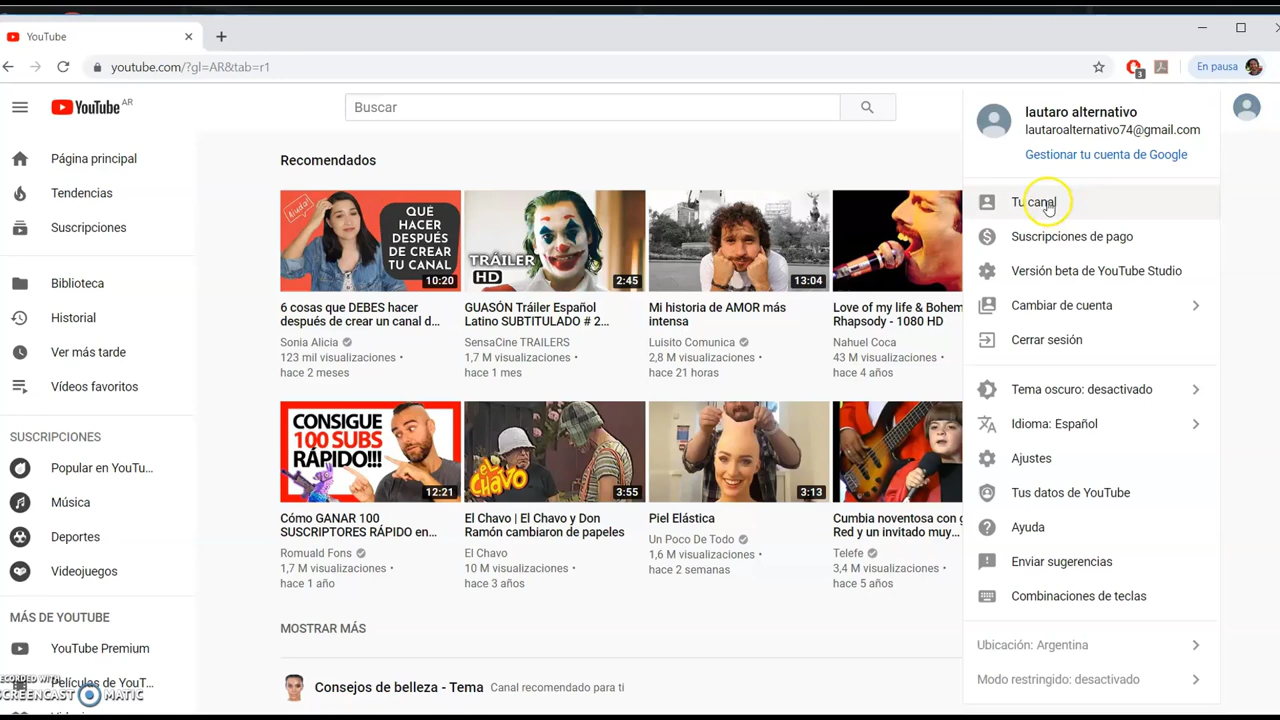 YouTube
youtube.com/?gl=AR&tab=r1
3
En pausa
YouTube AR
Buscar
Página principal
Tendencias
Suscripciones
Biblioteca
Historial
Ver más tarde
Vídeos favoritos
SUSCRIPCIONES
Popular en YouTu...
Música
Deportes
Videojuegos
MÁS DE YOUTUBE
YouTube Premium
Películas de YouT...
RECORDED WITH
SCREENCAST MATIC
Recomendados
¡Ayuda!
QUÉ
HACER
DESPUÉS
DE CREAR
TU CANAL
10:20
6 cosas que DEBES hacer
después de crear un canal d...
Sonia Alicia
123 mil visualizaciones •
hace 2 meses
TRÁILER
HD
2:45
GUASÓN Tráiler Español
Latino SUBTITULADO # 2...
SensaCine TRAILERS
1,7 M visualizaciones •
hace 1 mes
13:04
Mi historia de AMOR más
intensa
Luisito Comunica
2,8 M visualizaciones •
hace 21 horas
Love of my life & Bohem
Rhapsody - 1080 HD
Nahuel Coca
43 M visualizaciones •
hace 4 años
CONSIGUE
100 SUBS
RÁPIDO!!!
12:21
Cómo GANAR 100
SUSCRIPTORES RÁPIDO en...
Romuald Fons
1,7 M visualizaciones •
hace 1 año
el
CHAVO
3:55
El Chavo | El Chavo y Don
Ramón cambiaron de papeles
El Chavo
10 M visualizaciones •
hace 3 años
3:13
Piel Elástica
Un Poco De Todo
1,6 M visualizaciones •
hace 2 semanas
Cumbia noventosa con
Red y un invitado muy...
Telefe
3,4 M visualizaciones •
hace 5 años
MOSTRAR MÁS
Consejos de belleza - Tema Canal recomendado para ti
lautaro alternativo
lautaroalternativo74@gmail.com
Gestionar tu cuenta de Google
Tu canal
Suscripciones de pago
Versión beta de YouTube Studio
Cambiar de cuenta
Cerrar sesión
Tema oscuro: desactivado
Idioma: Español
Ajustes
Tus datos de YouTube
Ayuda
Enviar sugerencias
Combinaciones de teclas
Ubicación: Argentina
Modo restringido: desactivado